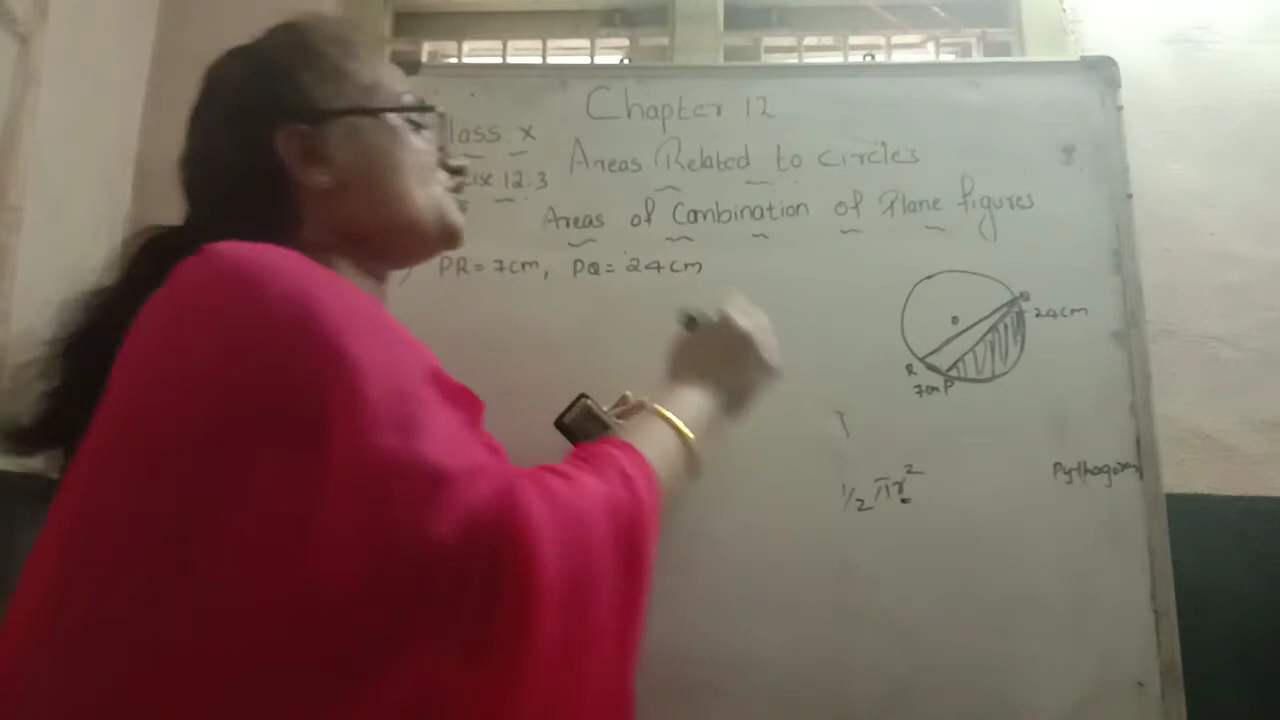 Chapter 12
lass X
Areas Related to circles
Ex 12.3
Areas of Combination of Plane figures
) PR = 7cm, PQ = 24cm
Q
24cm
O
R
7cm P
1/2 πr²
Pythagoras